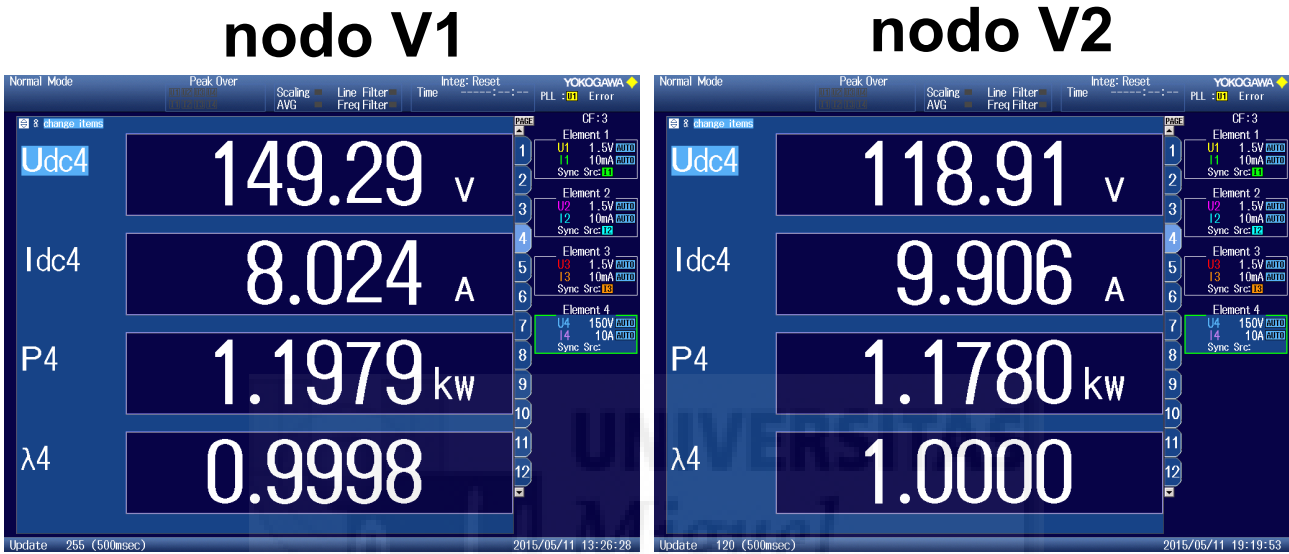 nodo V1
nodo V2
Normal Mode
Peak Over
Scaling
AVG
Line Filter
Freq Filter
Integ: Reset
Time -----:--:--
YOKOGAWA
PLL :U1 Error
8 change items
PAGE
CF:3
Udc4
149.29 V
Idc4
8.024 A
P4
1.1979 kW
λ4
0.9998
1
2
3
4
5
6
7
8
9
10
11
12
Element 1
U1 1.5V AUTO
I1 10mA AUTO
Sync Src:I1
Element 2
U2 1.5V AUTO
I2 10mA AUTO
Sync Src:I2
Element 3
U3 1.5V AUTO
I3 10mA AUTO
Sync Src:I3
Element 4
U4 150V AUTO
I4 10A AUTO
Sync Src:
Update 255 (500msec)
2015/05/11 13:26:28
Normal Mode
Peak Over
Scaling
AVG
Line Filter
Freq Filter
Integ: Reset
Time -----:--:--
YOKOGAWA
PLL :U1 Error
8 change items
PAGE
CF:3
Udc4
118.91 V
Idc4
9.906 A
P4
1.1780 kW
λ4
1.0000
1
2
3
4
5
6
7
8
9
10
11
12
Element 1
U1 1.5V AUTO
I1 10mA AUTO
Sync Src:I1
Element 2
U2 1.5V AUTO
I2 10mA AUTO
Sync Src:I2
Element 3
U3 1.5V AUTO
I3 10mA AUTO
Sync Src:I3
Element 4
U4 150V AUTO
I4 10A AUTO
Sync Src:
Update 120 (500msec)
2015/05/11 19:19:53
UNIVERSITAS
Miguel